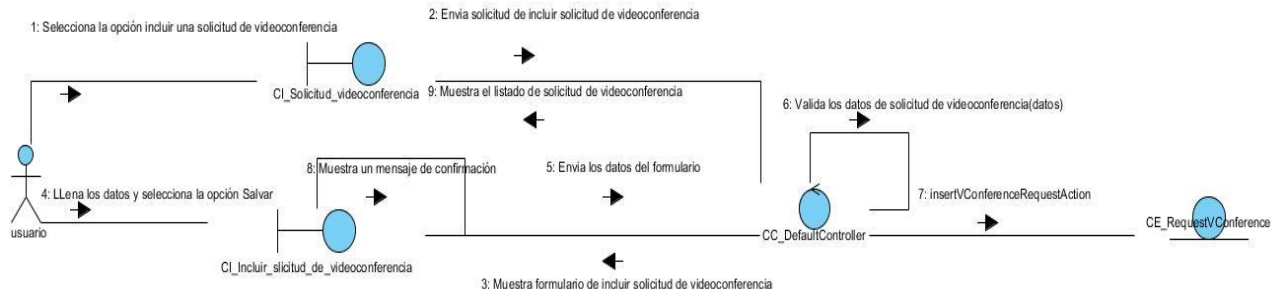 2: Envia solicitud de incluir solicitud de videoconferencia
1: Selecciona la opción incluir una solicitud de videoconferencia
CI_Solicitud_videoconferencia
9: Muestra el listado de solicitud de videoconferencia
6: Valida los datos de solicitud de videoconferencia(datos)
8: Muestra un mensaje de confirmación
5: Envia los datos del formulario
4: LLena los datos y selecciona la opción Salvar
7: insertVConferenceRequestAction
usuario
CC_DefaultController
CE_RequestVConference
CI_Incluir_slicitud_de_videoconferencia
3: Muestra formulario de incluir solicitud de videoconferencia